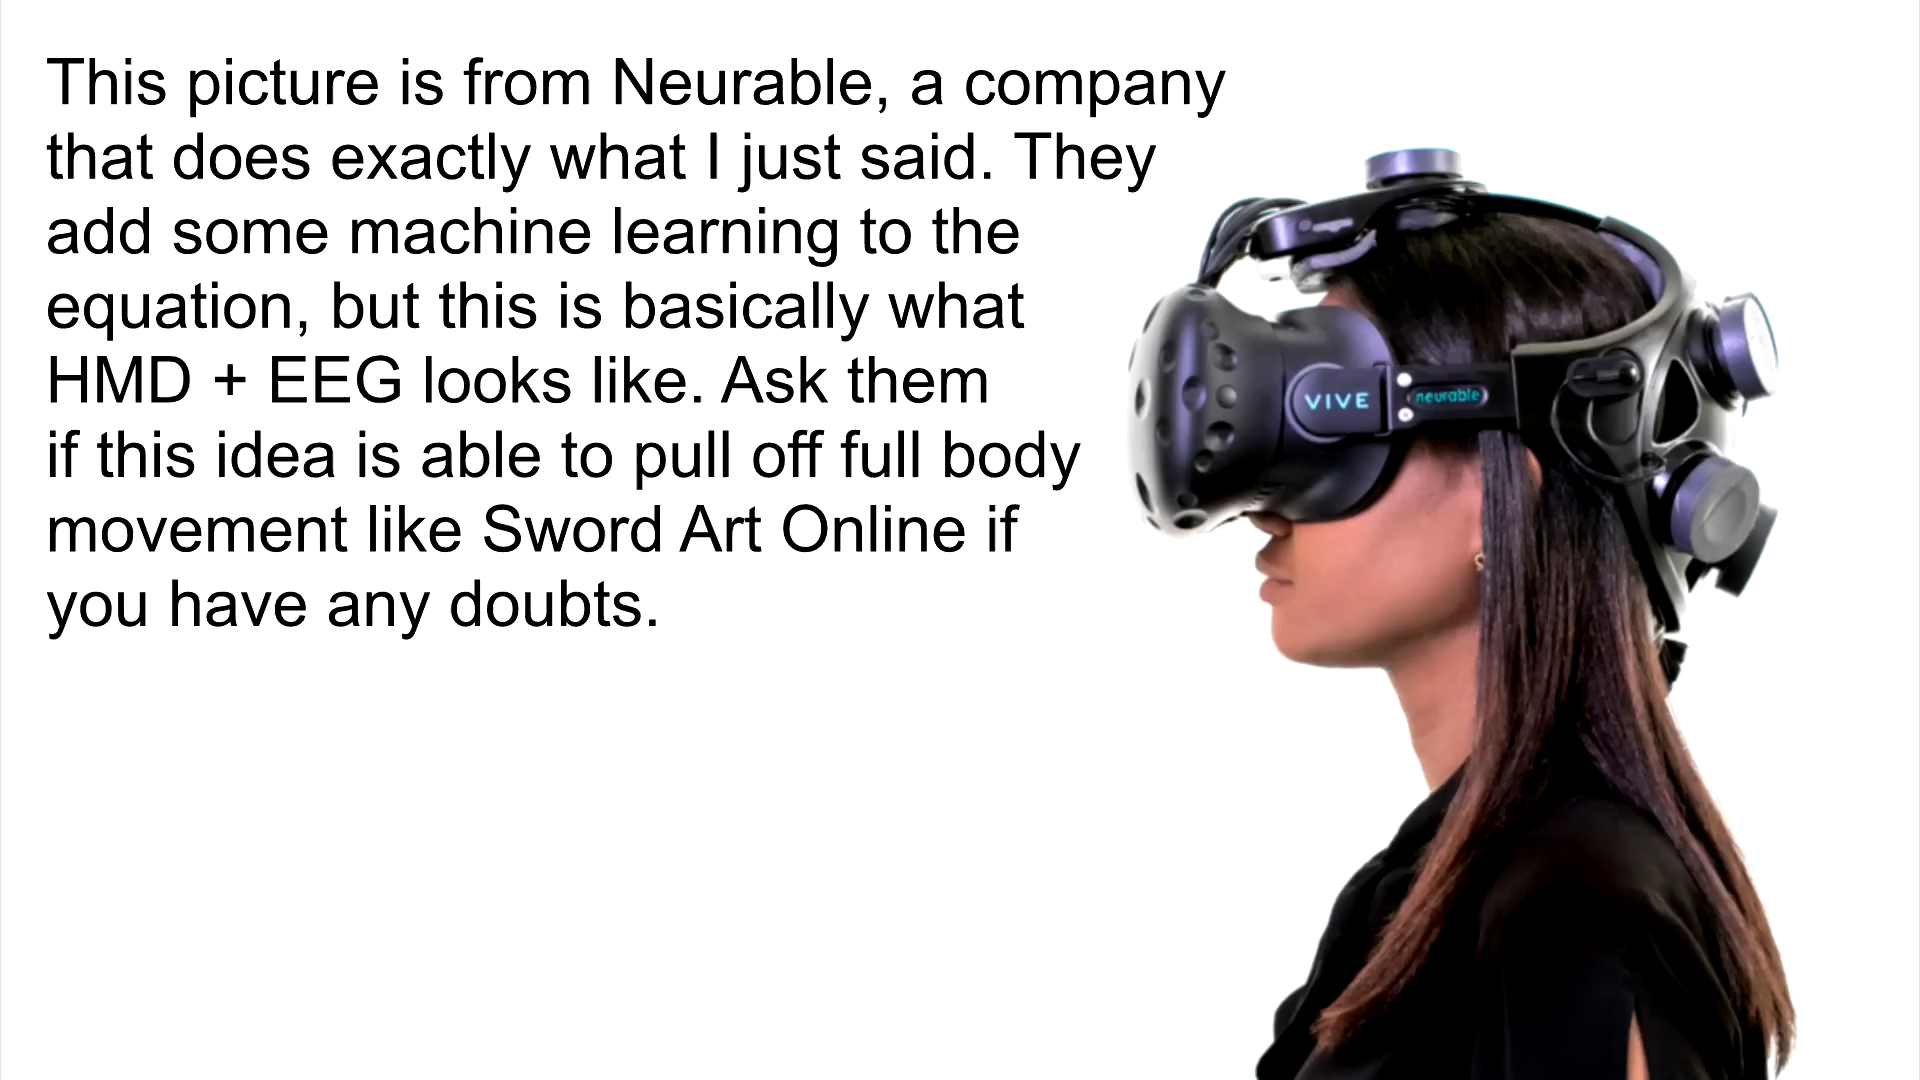 This picture is from Neurable, a company
that does exactly what I just said. They
add some machine learning to the
equation, but this is basically what
HMD + EEG looks like. Ask them
if this idea is able to pull off full body
movement like Sword Art Online if
you have any doubts.
VIVE
neurable